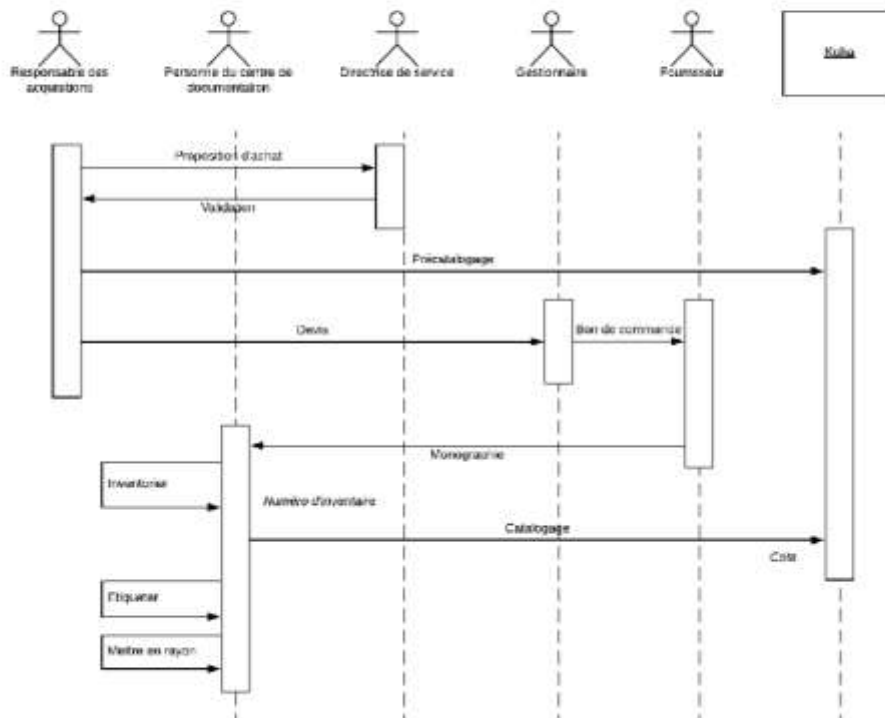 Responsable des
acquisitions
Personne du centre de
documentation
Directrice de service
Gestionnaire
Fournisseur
Koha
Proposition d'achat
Validation
Précatalogage
Devis
Bon de commande
Monographie
Inventorier
Numéro d'inventaire
Catalogage
Cote
Etiqueter
Mettre en rayon